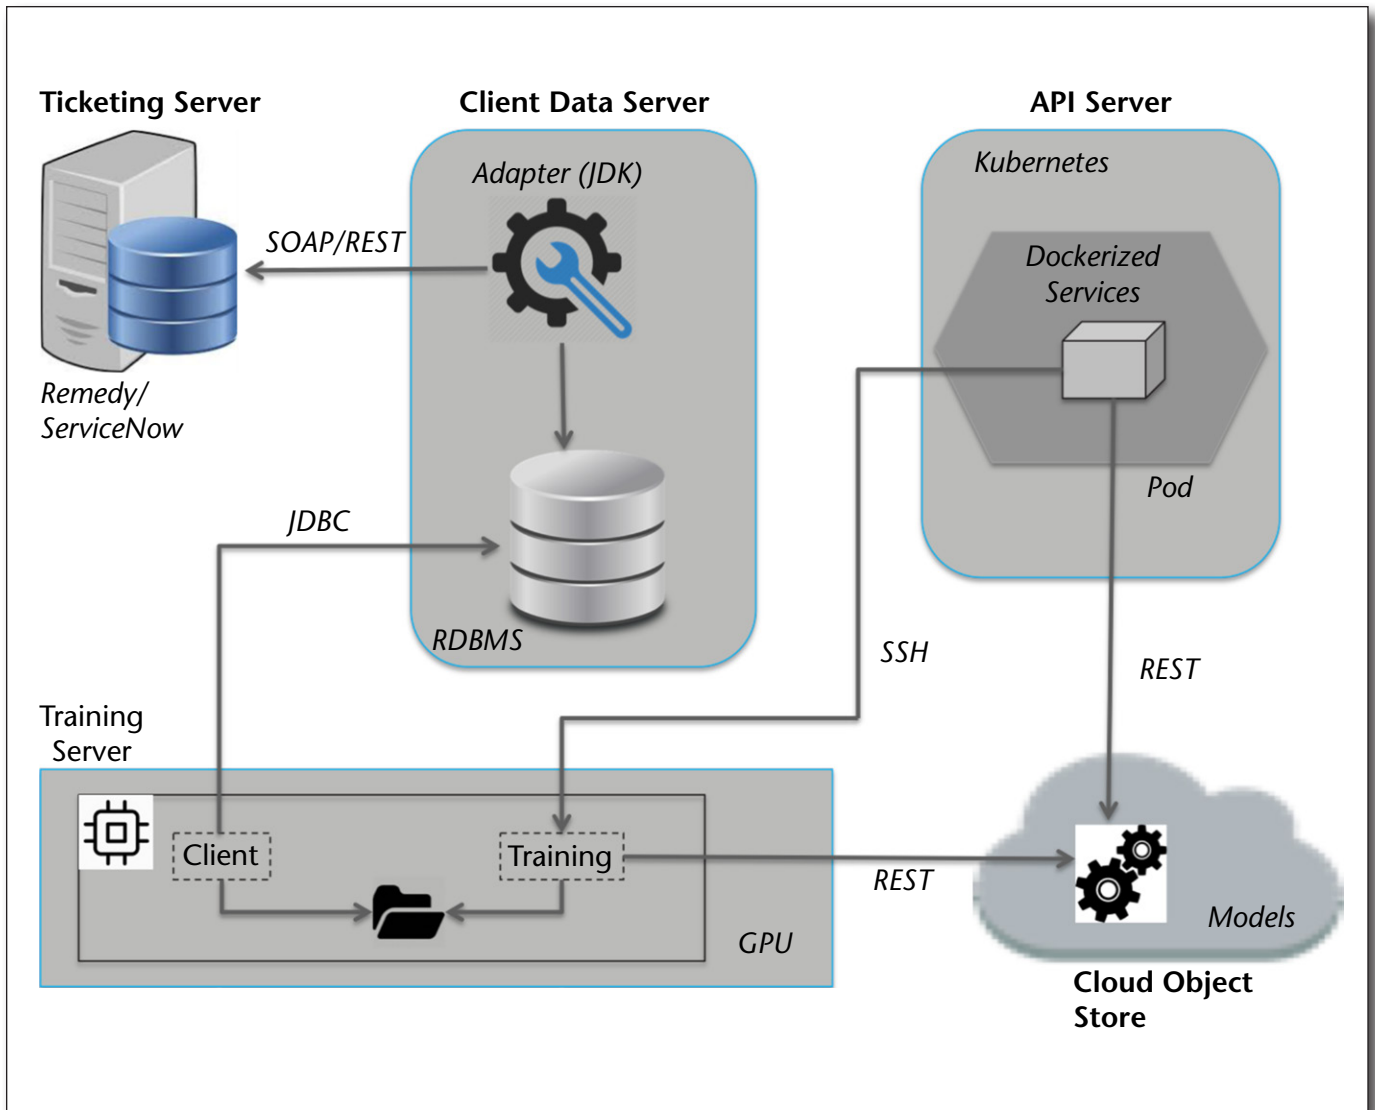 Ticketing Server
Client Data Server
API Server
Adapter (JDK)
Kubernetes
SOAP/REST
Dockerized
Services
Remedy/
ServiceNow
Pod
JDBC
RDBMS
SSH
REST
Training
Server
Client
Training
REST
GPU
Models
Cloud Object
Store